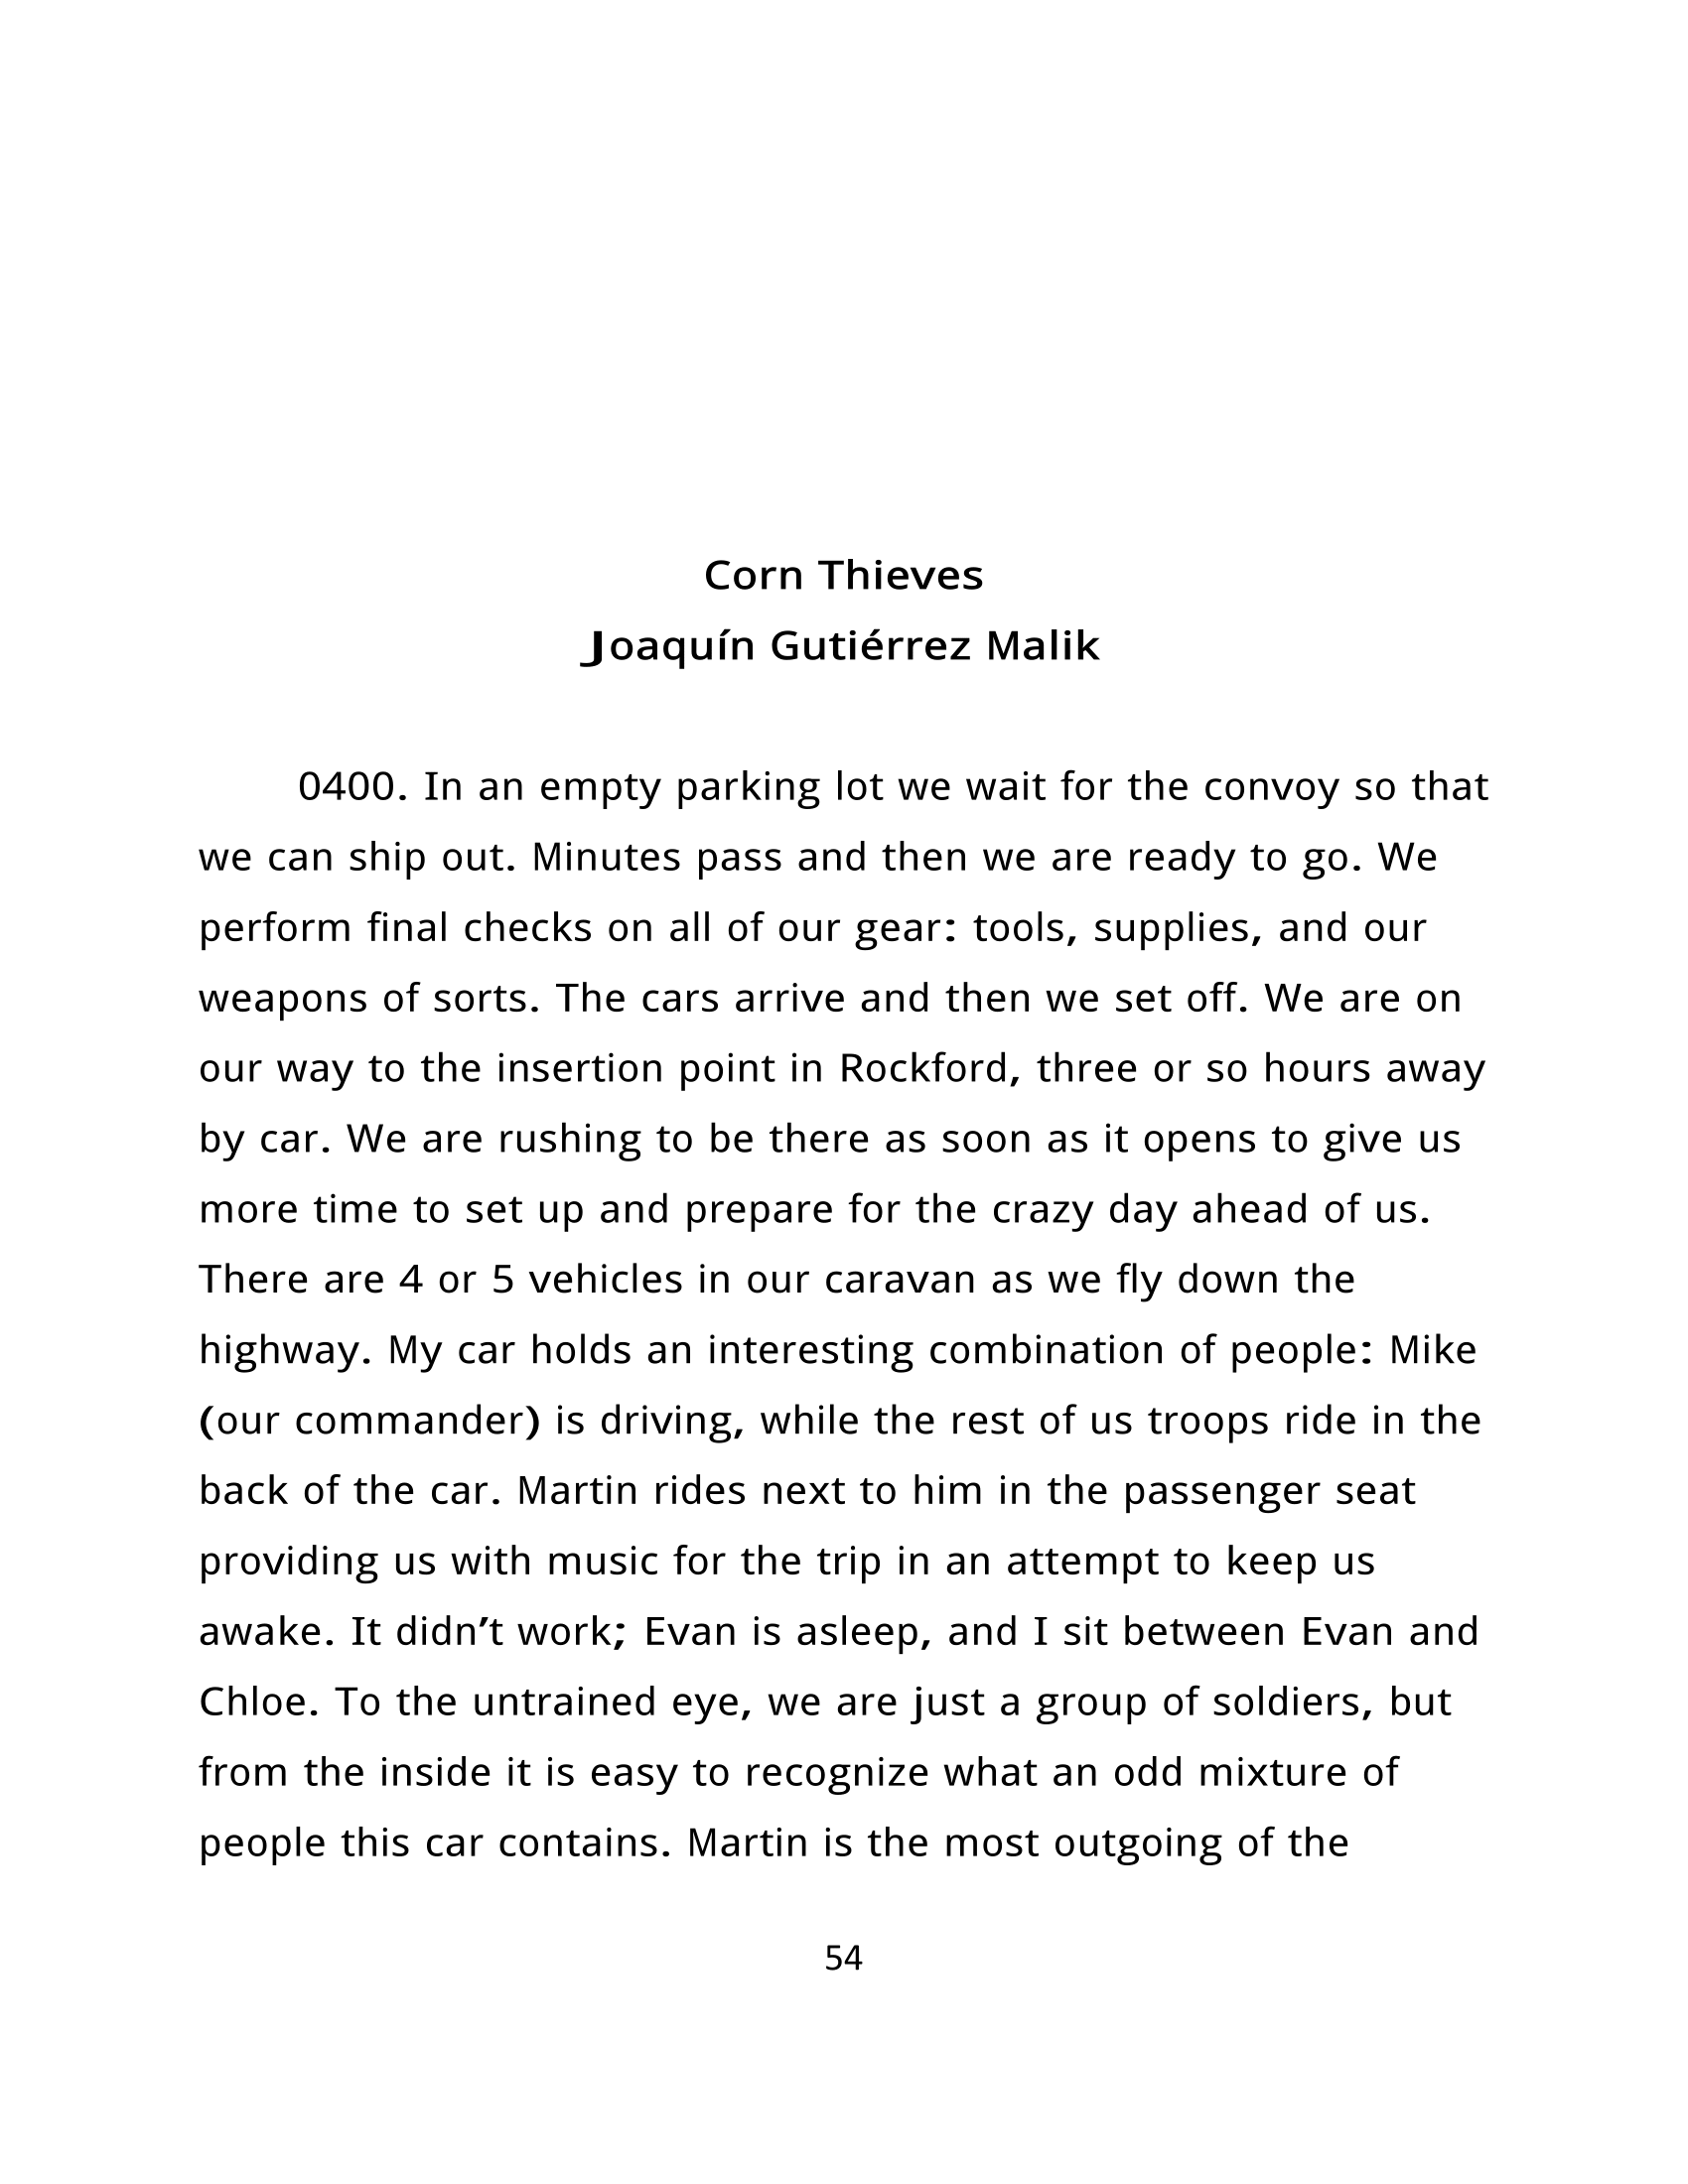 Corn Thieves
Joaquín Gutiérrez Malik
0400. In an empty parking lot we wait for the convoy so that
we can ship out. Minutes pass and then we are ready to go. We
perform final checks on all of our gear: tools, supplies, and our
weapons of sorts. The cars arrive and then we set off. We are on
our way to the insertion point in Rockford, three or so hours away
by car. We are rushing to be there as soon as it opens to give us
more time to set up and prepare for the crazy day ahead of us.
There are 4 or 5 vehicles in our caravan as we fly down the
highway. My car holds an interesting combination of people: Mike
(our commander) is driving, while the rest of us troops ride in the
back of the car. Martin rides next to him in the passenger seat
providing us with music for the trip in an attempt to keep us
awake. It didn’t work; Evan is asleep, and I sit between Evan and
Chloe. To the untrained eye, we are just a group of soldiers, but
from the inside it is easy to recognize what an odd mixture of
people this car contains. Martin is the most outgoing of the
54